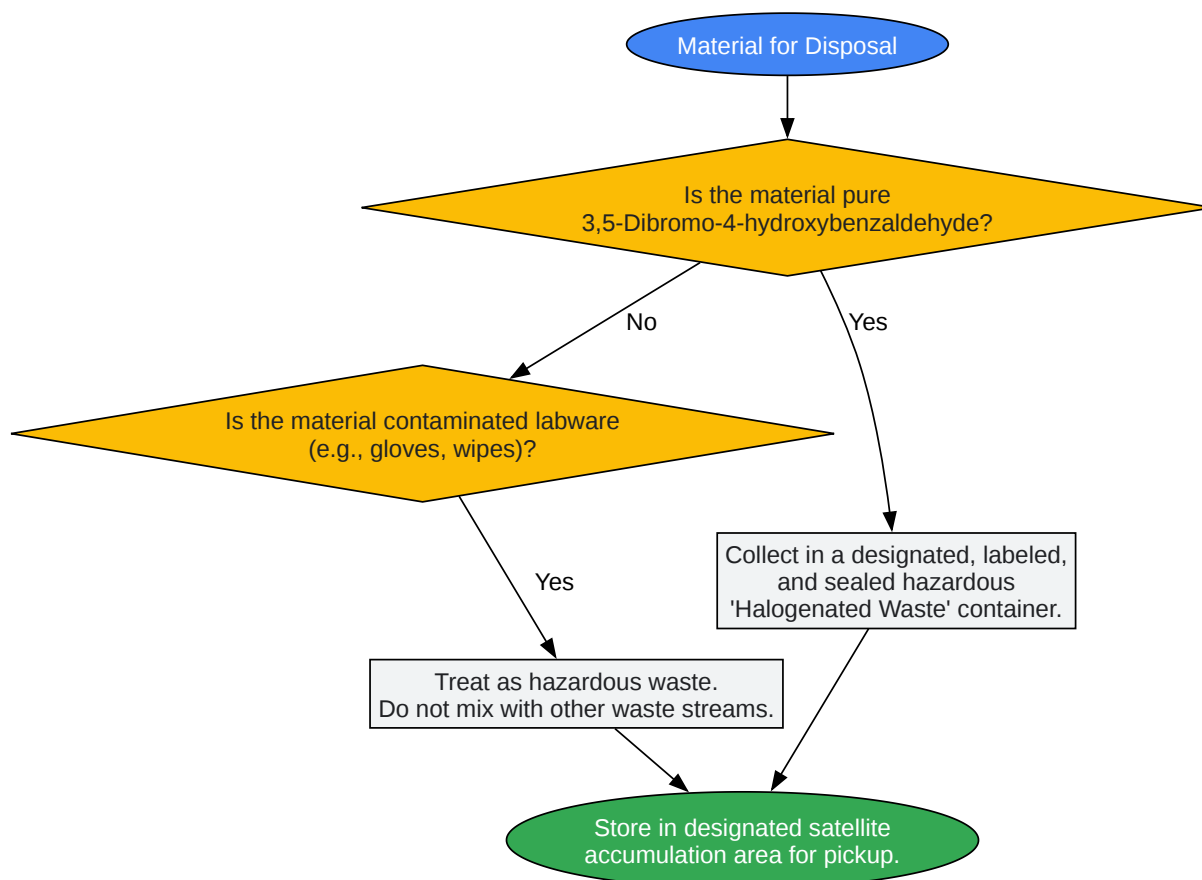 Material for Disposal
Is the material pure
3,5-Dibromo-4-hydroxybenzaldehyde?
No
Yes
Is the material contaminated labware
(e.g., gloves, wipes)?
Collect in a designated, labeled,
and sealed hazardous
'Halogenated Waste' container.
Yes
Treat as hazardous waste.
Do not mix with other waste streams.
Store in designated satellite
accumulation area for pickup.